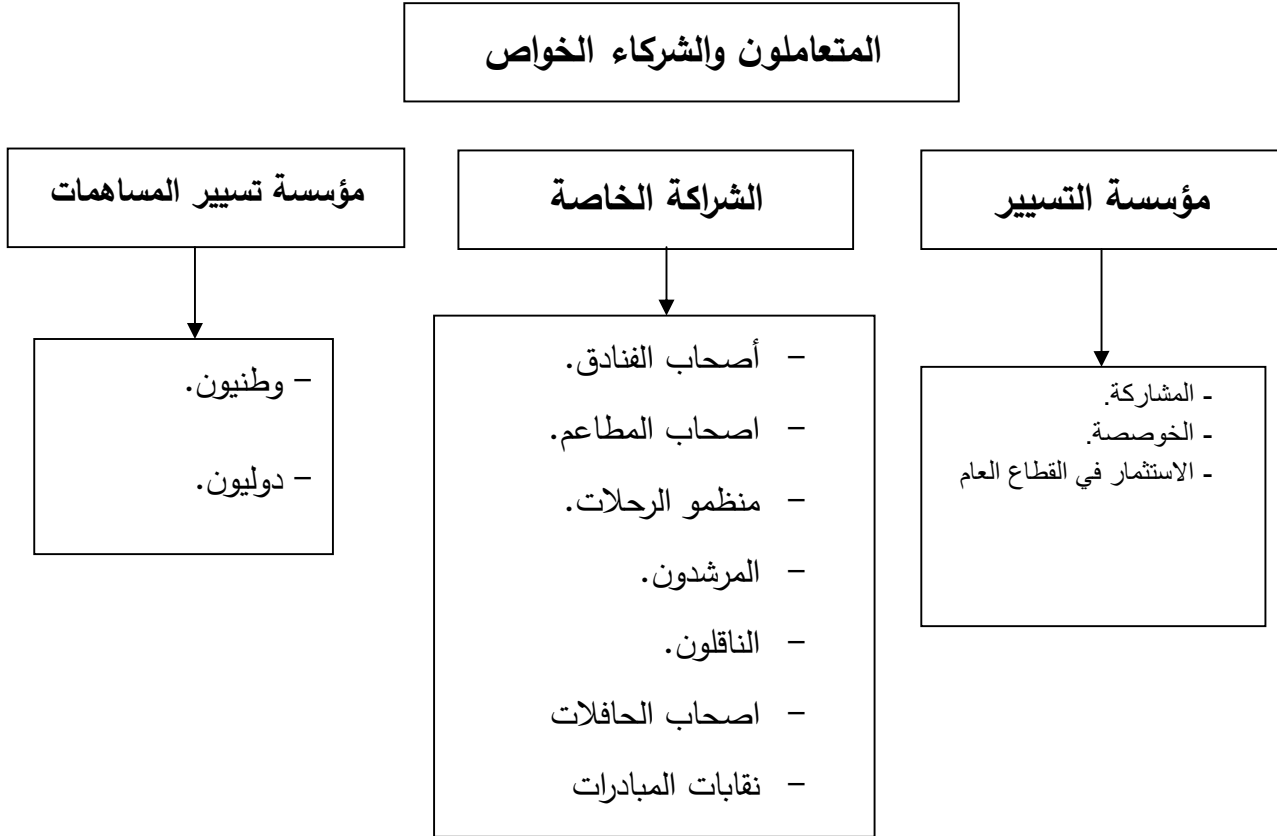 المتعاملون والشركاء الخواص
مؤسسة التسيير
الشراكة الخاصة
مؤسسة تسيير المساهمات
- المشاركة.
- الخوصصة.
- الاستثمار في القطاع العام
- أصحاب الفنادق.
- اصحاب المطاعم.
- منظمو الرحلات.
- المرشدون.
- الناقلون.
- اصحاب الحافلات
- نقابات المبادرات
- وطنيون.
- دوليون.